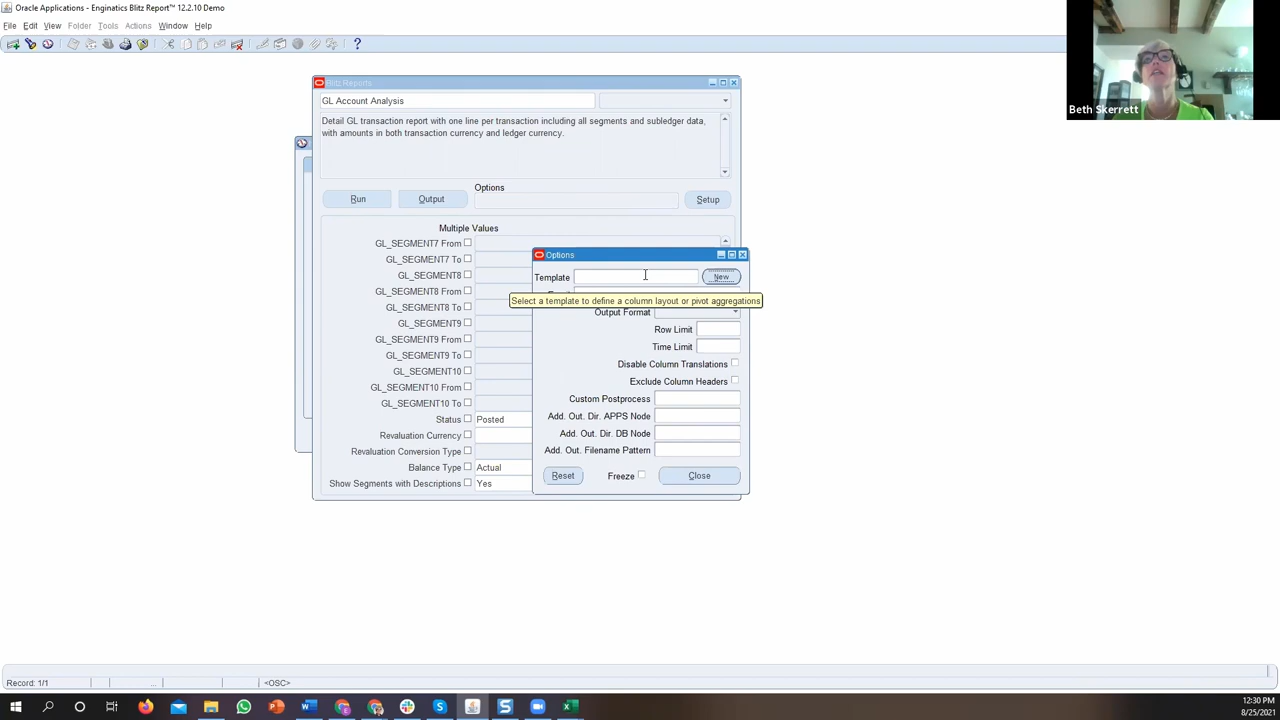 Oracle Applications - Enginatics Blitz Report™ 12.2.10 Demo
File Edit View Folder Tools Actions Window Help
Beth Skerrett
Blitz Reports
GL Account Analysis
Detail GL transaction report with one line per transaction including all segments and subledger data,
with amounts in both transaction currency and ledger currency.
Options
Run Output Setup
Multiple Values
GL_SEGMENT7 From
GL_SEGMENT7 To
GL_SEGMENT8
GL_SEGMENT8 From
GL_SEGMENT8 To
GL_SEGMENT9
GL_SEGMENT9 From
GL_SEGMENT9 To
GL_SEGMENT10
GL_SEGMENT10 From
GL_SEGMENT10 To
Status Posted
Revaluation Currency
Revaluation Conversion Type
Balance Type Actual
Show Segments with Descriptions Yes
Options
Template New
Select a template to define a column layout or pivot aggregations
Output Format
Row Limit
Time Limit
Disable Column Translations
Exclude Column Headers
Custom Postprocess
Add. Out. Dir. APPS Node
Add. Out. Dir. DB Node
Add. Out. Filename Pattern
Reset Freeze Close
Record: 1/1 ... <OSC>
12:30 PM
8/25/2021